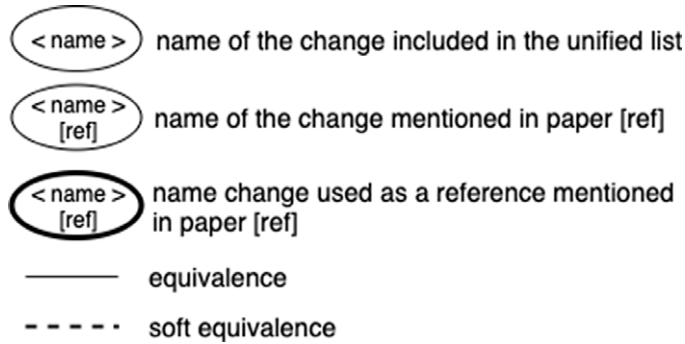 < name > name of the change included in the unified list
< name >
[ref]
name of the change mentioned in paper [ref]
< name >
[ref]
name change used as a reference mentioned
in paper [ref]
equivalence
soft equivalence